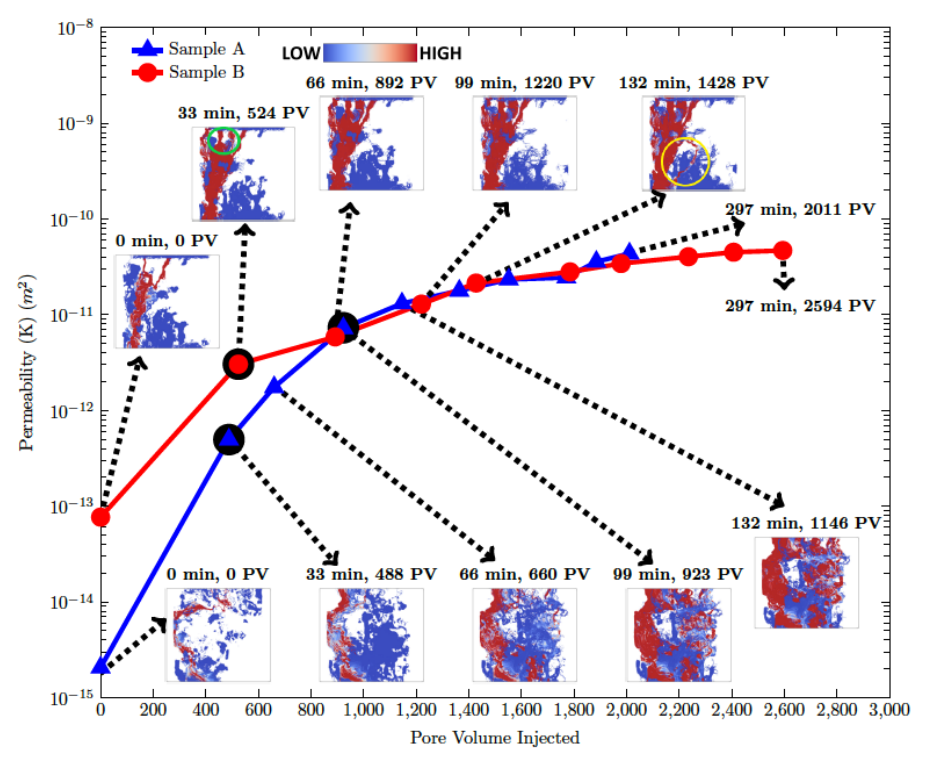 10−8
Sample A
Sample B
LOW HIGH
66 min, 892 PV
99 min, 1220 PV
132 min, 1428 PV
33 min, 524 PV
10−9
10−10
297 min, 2011 PV
0 min, 0 PV
Permeability (K) (m2)
10−11
297 min, 2594 PV
10−12
10−13
132 min, 1146 PV
0 min, 0 PV
33 min, 488 PV
66 min, 660 PV
99 min, 923 PV
10−14
10−15
0 200 400 600 800 1,000 1,200 1,400 1,600 1,800 2,000 2,200 2,400 2,600 2,800 3,000
Pore Volume Injected